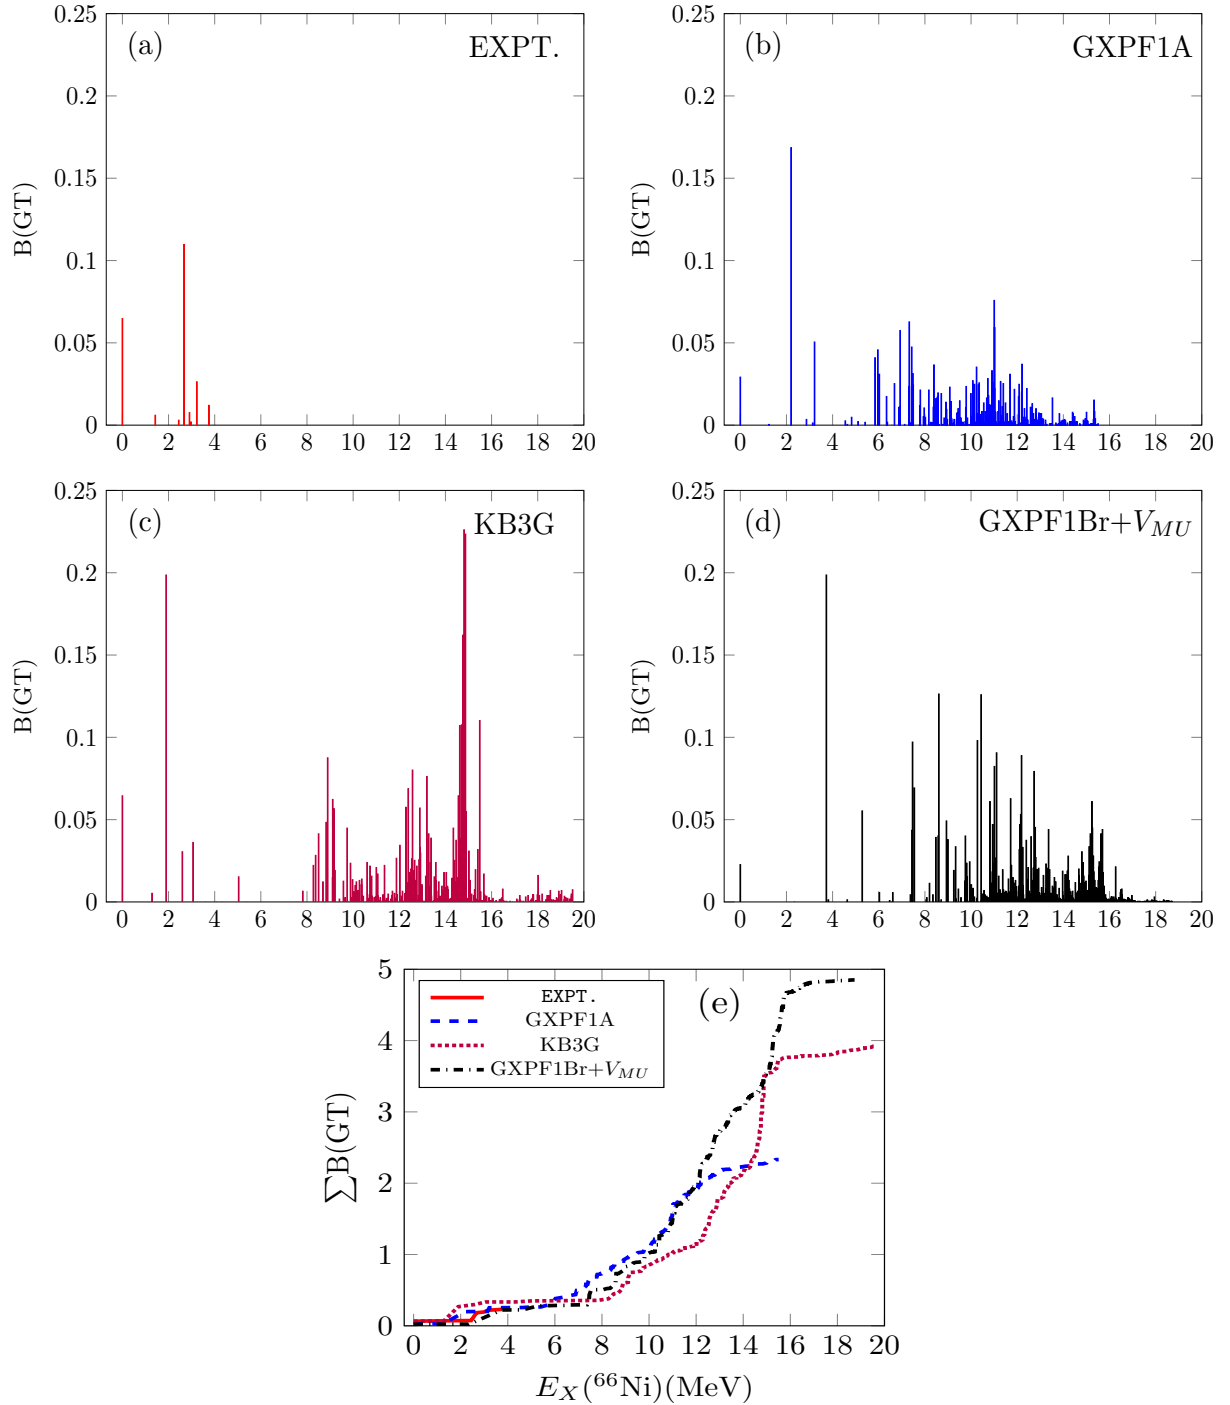 (a) EXPT.
B(GT)
0.25
0.2
0.15
0.1
0.05
0
0 2 4 6 8 10 12 14 16 18 20
(b) GXPF1A
B(GT)
0.25
0.2
0.15
0.1
0.05
0
0 2 4 6 8 10 12 14 16 18 20
(c) KB3G
B(GT)
0.25
0.2
0.15
0.1
0.05
0
0 2 4 6 8 10 12 14 16 18 20
(d) GXPF1Br+V_{MU}
B(GT)
0.25
0.2
0.15
0.1
0.05
0
0 2 4 6 8 10 12 14 16 18 20
(e)
EXPT.
GXPF1A
KB3G
GXPF1Br+V_{MU}
∑B(GT)
5
4
3
2
1
0
0 2 4 6 8 10 12 14 16 18 20
E_X(⁶⁶Ni)(MeV)